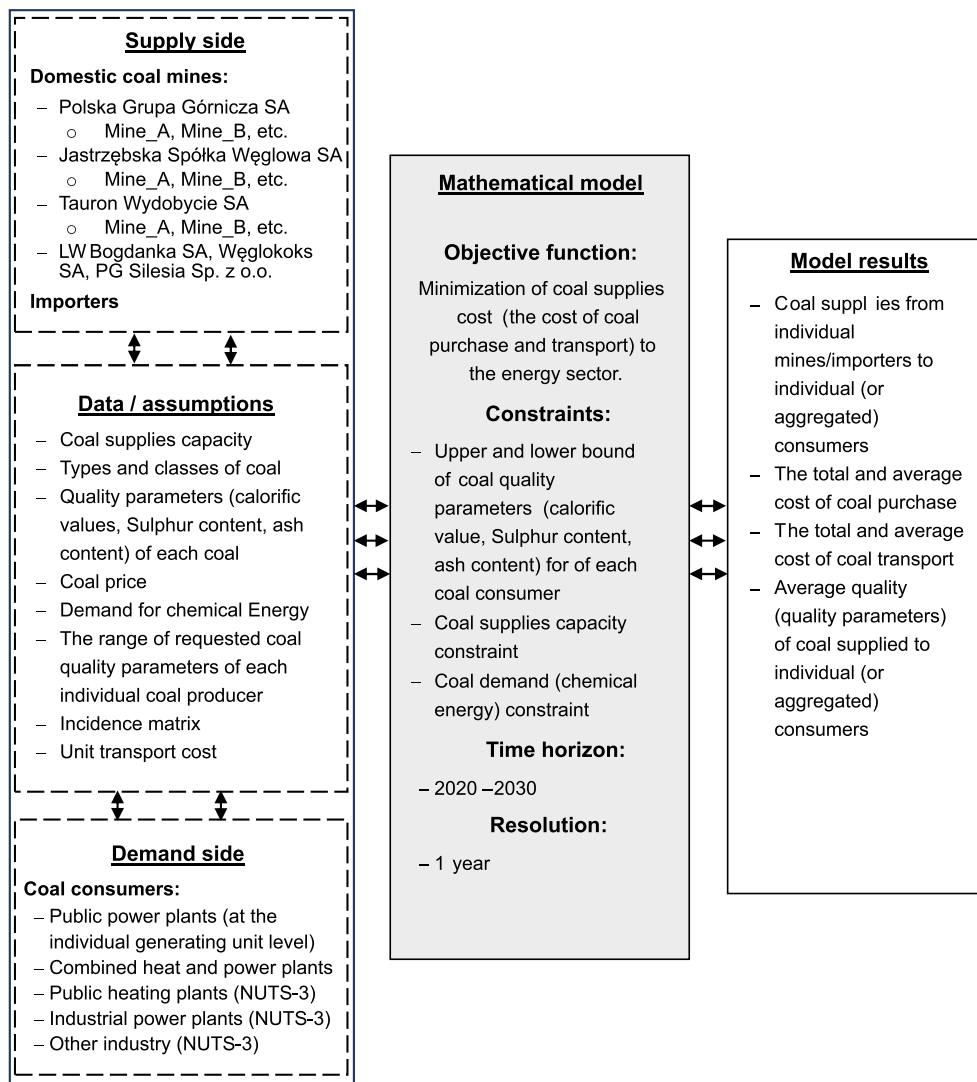 Supply side
Domestic coal mines:
– Polska Grupa Górnicza SA
o Mine_A, Mine_B, etc.
– Jastrzębska Spółka Węglowa SA
o Mine_A, Mine_B, etc.
– Tauron Wydobycie SA
o Mine_A, Mine_B, etc.
– LW Bogdanka SA, Węglokoks
SA, PG Silesia Sp. z o.o.
Importers
Data / assumptions
– Coal supplies capacity
– Types and classes of coal
– Quality parameters (calorific
values, Sulphur content, ash
content) of each coal
– Coal price
– Demand for chemical Energy
– The range of requested coal
quality parameters of each
individual coal producer
– Incidence matrix
– Unit transport cost
Demand side
Coal consumers:
– Public power plants (at the
individual generating unit level)
– Combined heat and power plants
– Public heating plants (NUTS-3)
– Industrial power plants (NUTS-3)
– Other industry (NUTS-3)
Mathematical model
Objective function:
Minimization of coal supplies
cost (the cost of coal
purchase and transport) to
the energy sector.
Constraints:
– Upper and lower bound
of coal quality
parameters (calorific
value, Sulphur content,
ash content) for of each
coal consumer
– Coal supplies capacity
constraint
– Coal demand (chemical
energy) constraint
Time horizon:
– 2020 –2030
Resolution:
– 1 year
Model results
– Coal suppl ies from
individual
mines/importers to
individual (or
aggregated)
consumers
– The total and average
cost of coal purchase
– The total and average
cost of coal transport
– Average quality
(quality parameters)
of coal supplied to
individual (or
aggregated)
consumers